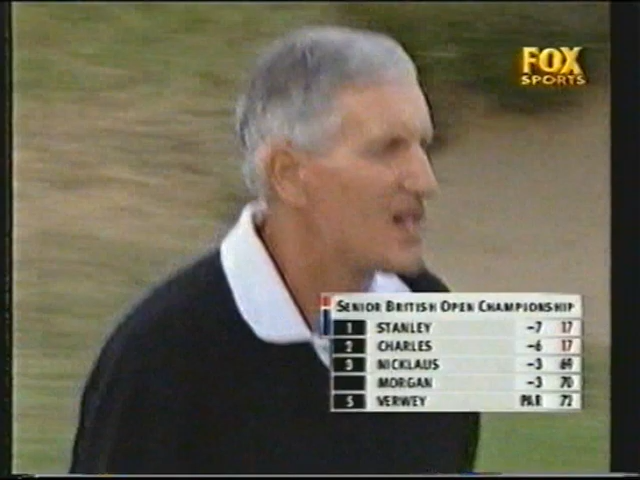 FOX
SPORTS
SENIOR BRITISH OPEN CHAMPIONSHIP
1 STANLEY -7 17
2 CHARLES -6 17
3 NICKLAUS -3 69
MORGAN -3 70
5 VERWEY PAR 73